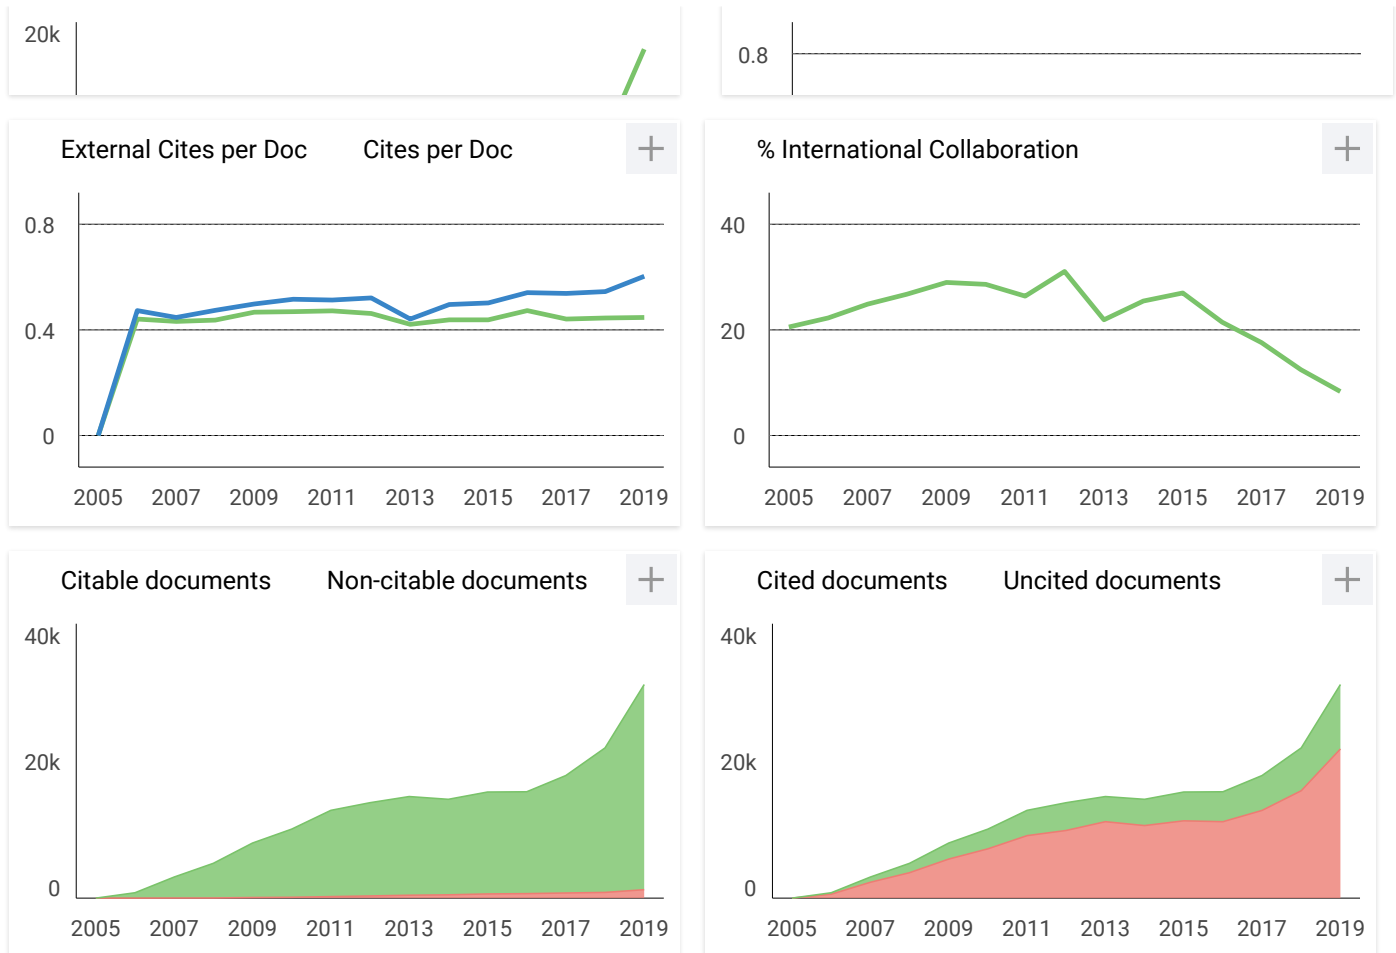 20k
0.8
External Cites per Doc Cites per Doc
% International Collaboration
0.8
0.4
0
2005 2007 2009 2011 2013 2015 2017 2019
40
20
0
2005 2007 2009 2011 2013 2015 2017 2019
Citable documents Non-citable documents
Cited documents Uncited documents
40k
20k
0
2005 2007 2009 2011 2013 2015 2017 2019
40k
20k
0
2005 2007 2009 2011 2013 2015 2017 2019